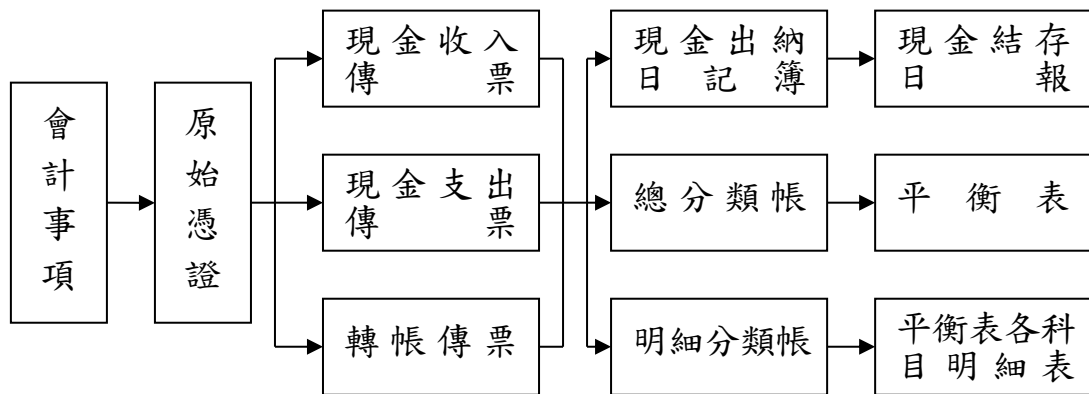 會計事項
原始憑證
現金收入
傳票
現金支出
傳票
轉帳傳票
現金出納
日記簿
總分類帳
明細分類帳
現金結存
日報
平衡表
平衡表各科
目明細表